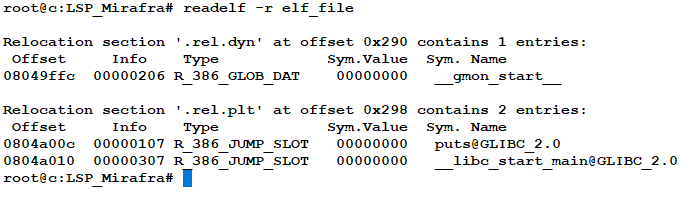 root@c:LSP_Mirafra# readelf -r elf_file
Relocation section '.rel.dyn' at offset 0x290 contains 1 entries:
Offset Info Type Sym.Value Sym. Name
08049ffc 00000206 R_386_GLOB_DAT 00000000 __gmon_start__
Relocation section '.rel.plt' at offset 0x298 contains 2 entries:
Offset Info Type Sym.Value Sym. Name
0804a00c 00000107 R_386_JUMP_SLOT 00000000 puts@GLIBC_2.0
0804a010 00000307 R_386_JUMP_SLOT 00000000 __libc_start_main@GLIBC_2.0
root@c:LSP_Mirafra#